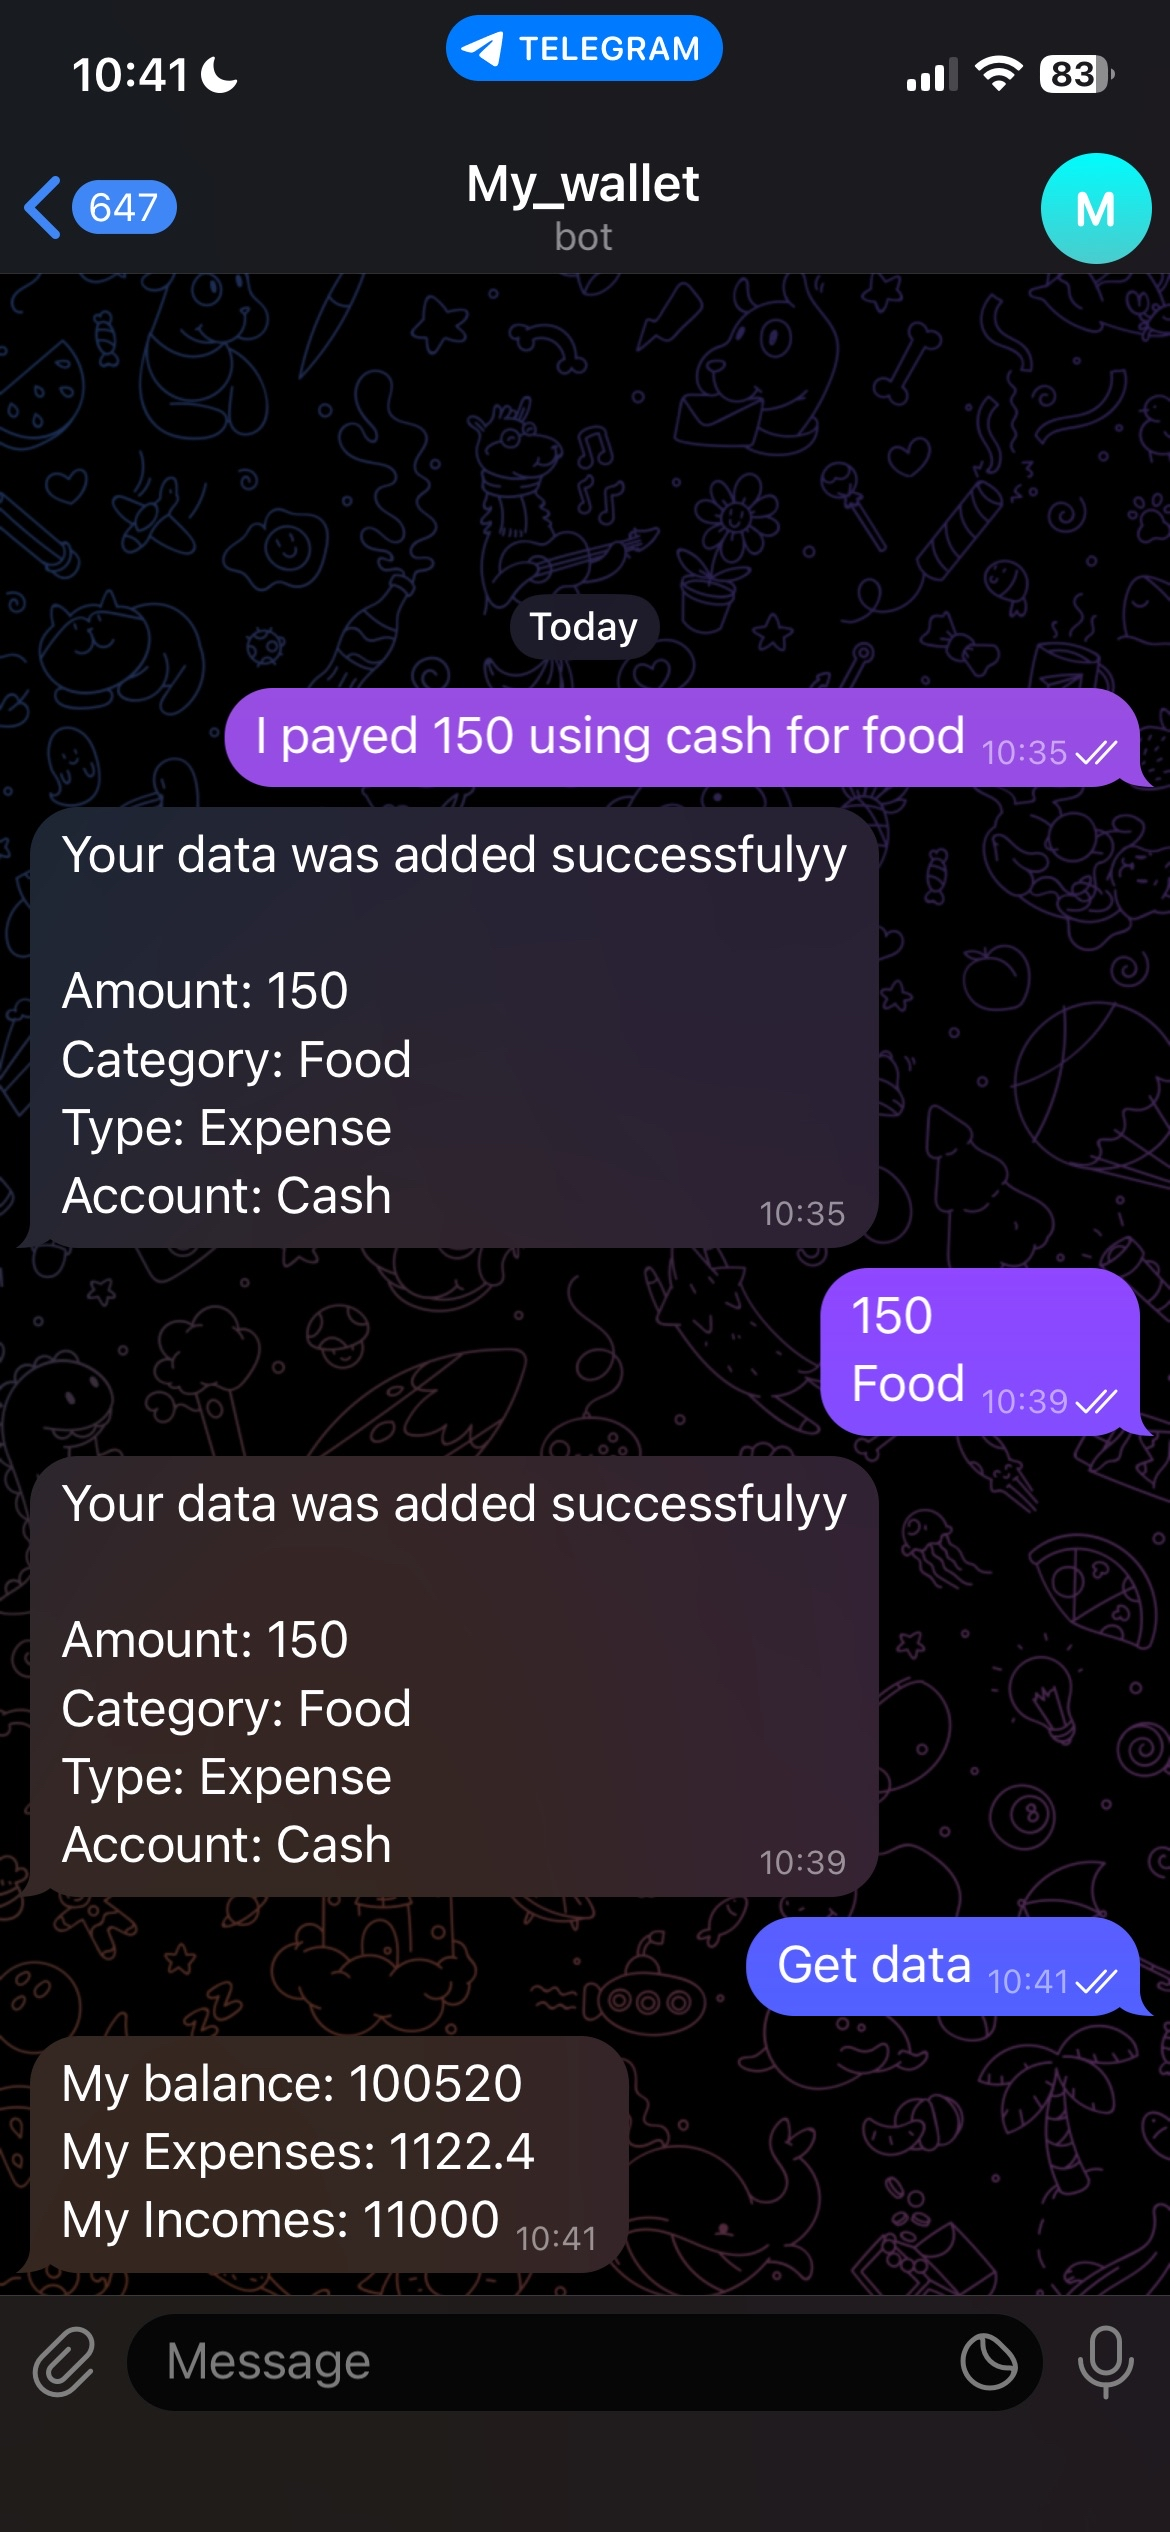 10:41
TELEGRAM
83
647
My_wallet
bot
M
Today
I payed 150 using cash for food 10:35
Your data was added successfulyy
Amount: 150
Category: Food
Type: Expense
Account: Cash
10:35
150
Food 10:39
Your data was added successfulyy
Amount: 150
Category: Food
Type: Expense
Account: Cash
10:39
Get data 10:41
My balance: 100520
My Expenses: 1122.4
My Incomes: 11000 10:41
Message